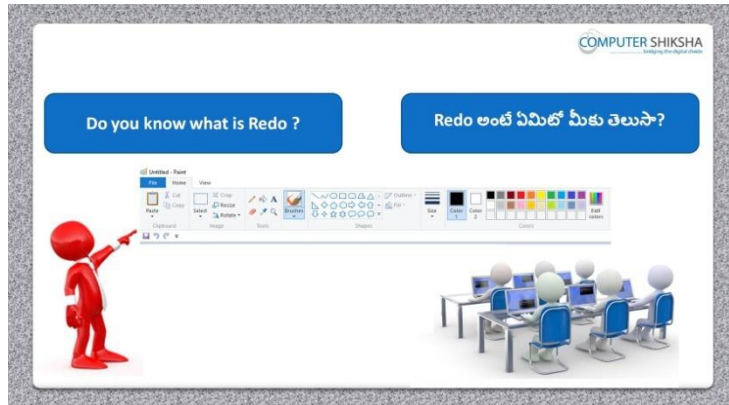 COMPUTER SHIKSHA
bridging the digital divide
Do you know what is Redo ?
Redo అంటే ఏమిటో మీకు తెలుసా?
Untitled - Paint
File Home View
Cut
Copy
Paste
Clipboard
Crop
Resize
Rotate
Select
Image
Tools
Brushes
Outline
Fill
Shapes
Size
Color 1
Color 2
Edit colors
Colors